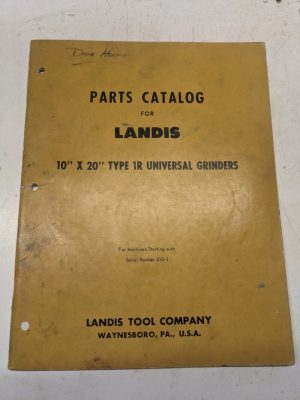 PARTS CATALOG
FOR
LANDIS
10" X 20" TYPE 1R UNIVERSAL GRINDERS
For Machines Starting with
Serial Number
LANDIS TOOL COMPANY
WAYNESBORO, PA., U.S.A.